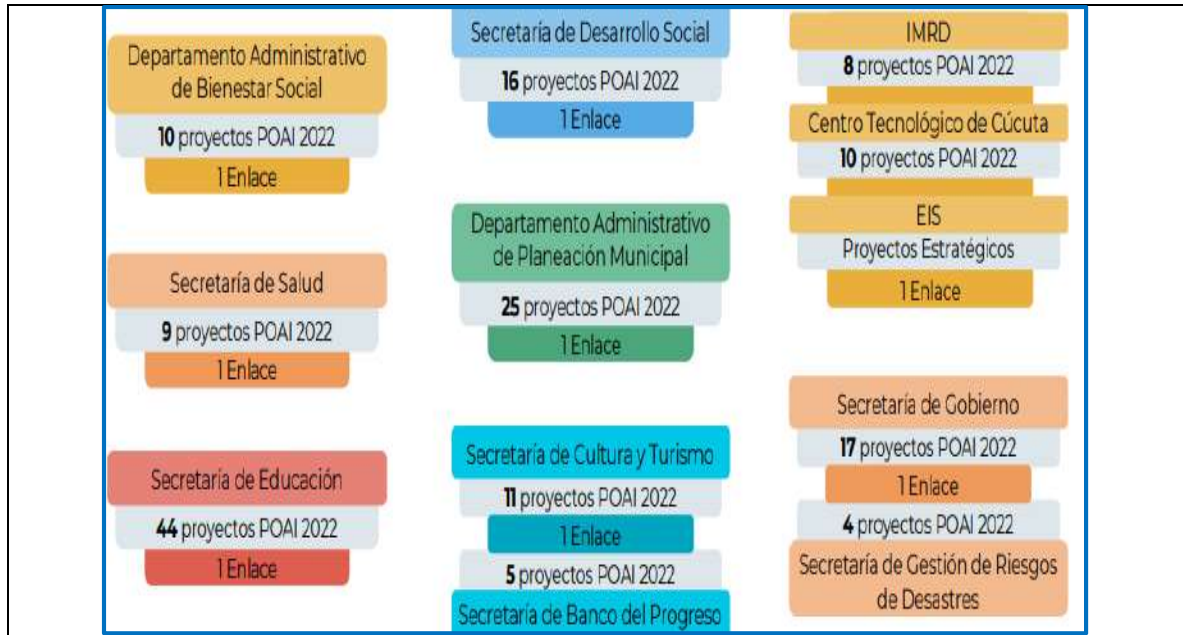 Departamento Administrativo
de Bienestar Social
10 proyectos POAI 2022
1 Enlace
Secretaría de Salud
9 proyectos POAI 2022
1 Enlace
Secretaría de Educación
44 proyectos POAI 2022
1 Enlace
Secretaría de Desarrollo Social
16 proyectos POAI 2022
1 Enlace
Departamento Administrativo
de Planeación Municipal
25 proyectos POAI 2022
1 Enlace
Secretaría de Cultura y Turismo
11 proyectos POAI 2022
1 Enlace
5 proyectos POAI 2022
Secretaría de Banco del Progreso
IMRD
8 proyectos POAI 2022
Centro Tecnológico de Cúcuta
10 proyectos POAI 2022
EIS
Proyectos Estratégicos
1 Enlace
Secretaría de Gobierno
17 proyectos POAI 2022
1 Enlace
4 proyectos POAI 2022
Secretaría de Gestión de Riesgos
de Desastres